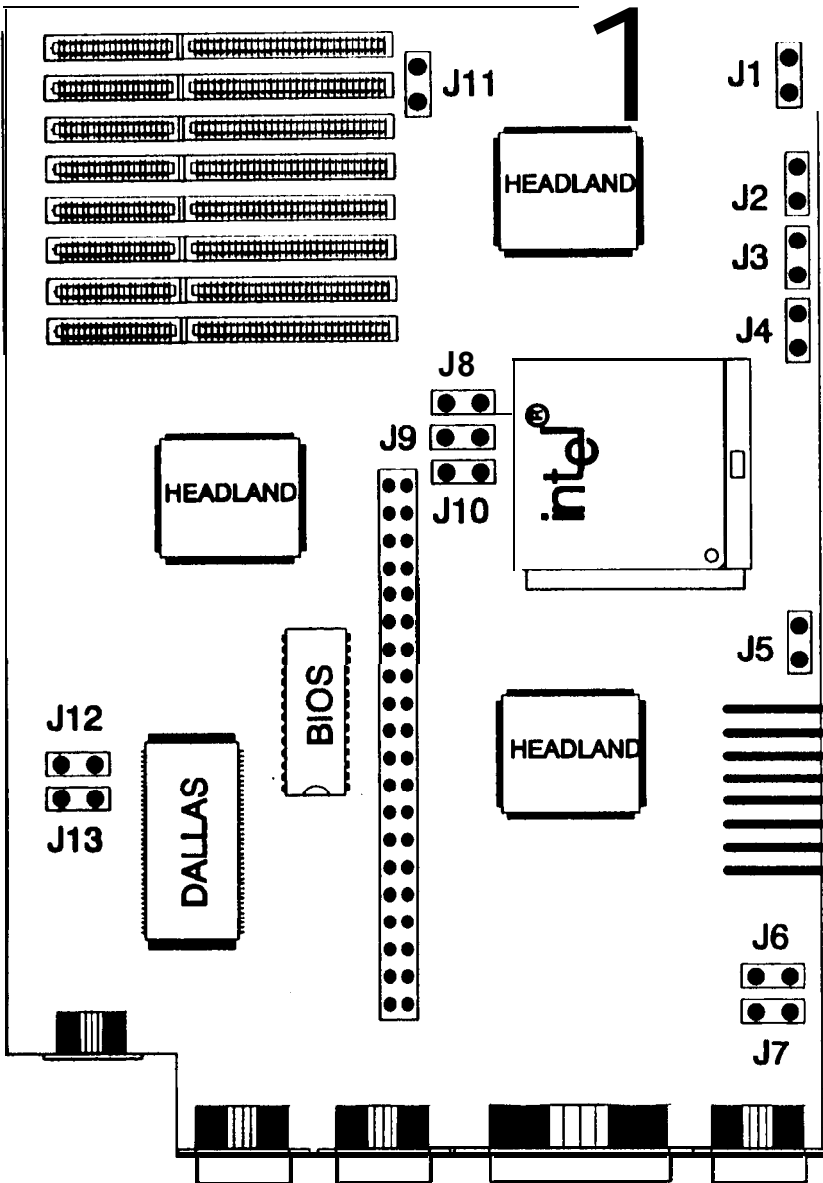 1
J11
J1
HEADLAND
J2
J3
J4
J8
J9
J10
intel®
HEADLAND
J5
BIOS
J12
HEADLAND
DALLAS
J13
J6
J7